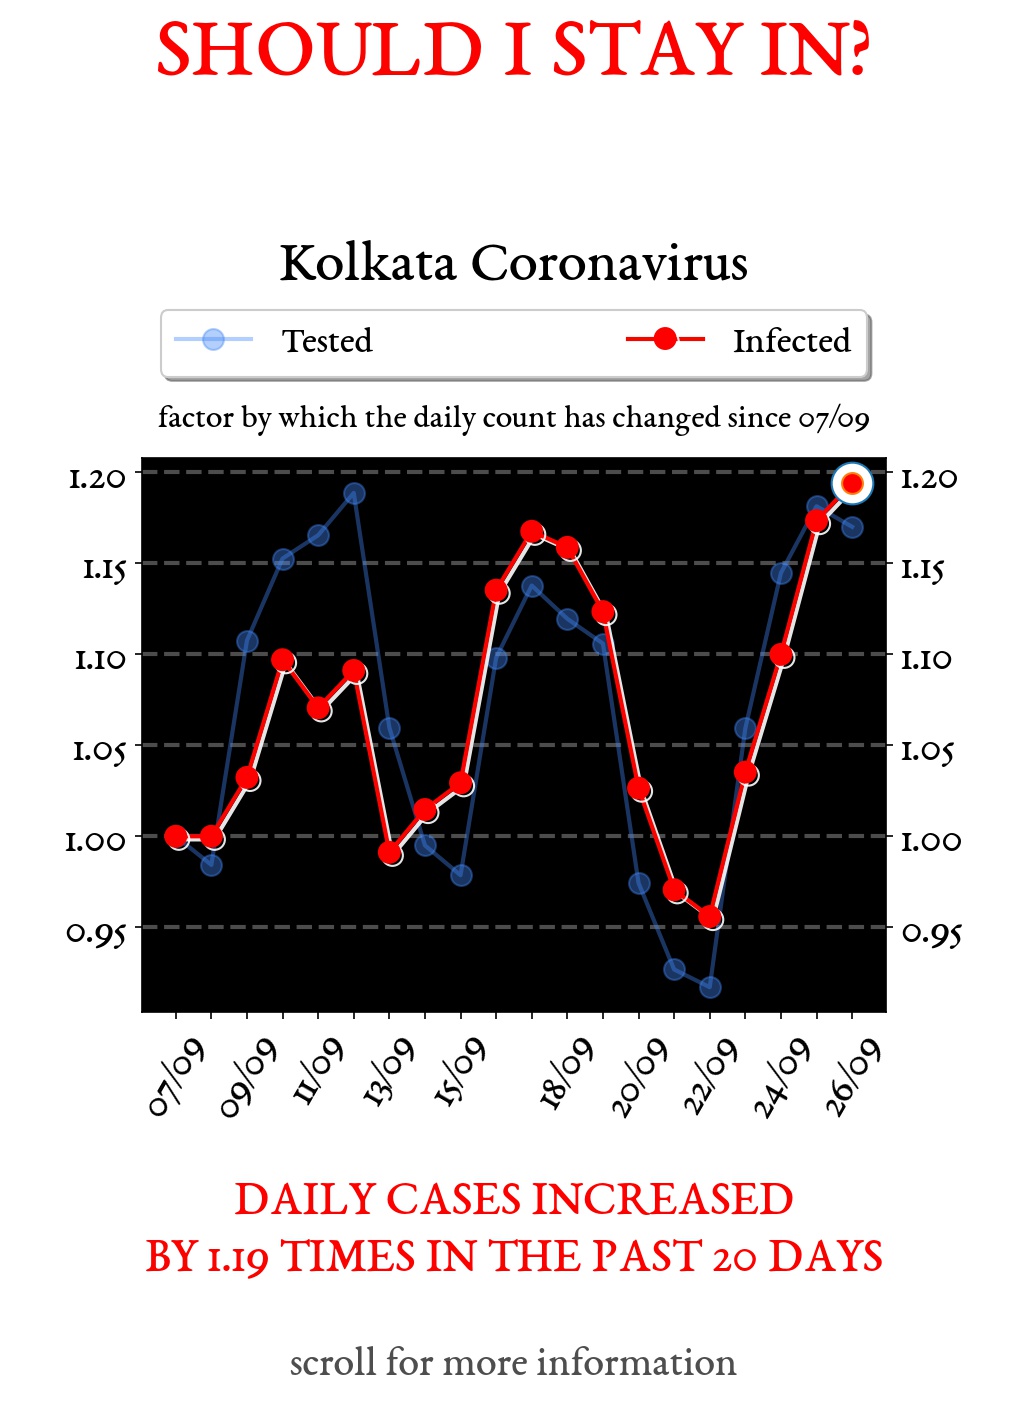 SHOULD I STAY IN?
Kolkata Coronavirus
Tested Infected
factor by which the daily count has changed since 07/09
1.20 1.20
1.15 1.15
1.10 1.10
1.05 1.05
1.00 1.00
0.95 0.95
07/09 09/09 11/09 13/09 15/09 18/09 20/09 22/09 24/09 26/09
DAILY CASES INCREASED
BY 1.19 TIMES IN THE PAST 20 DAYS
scroll for more information